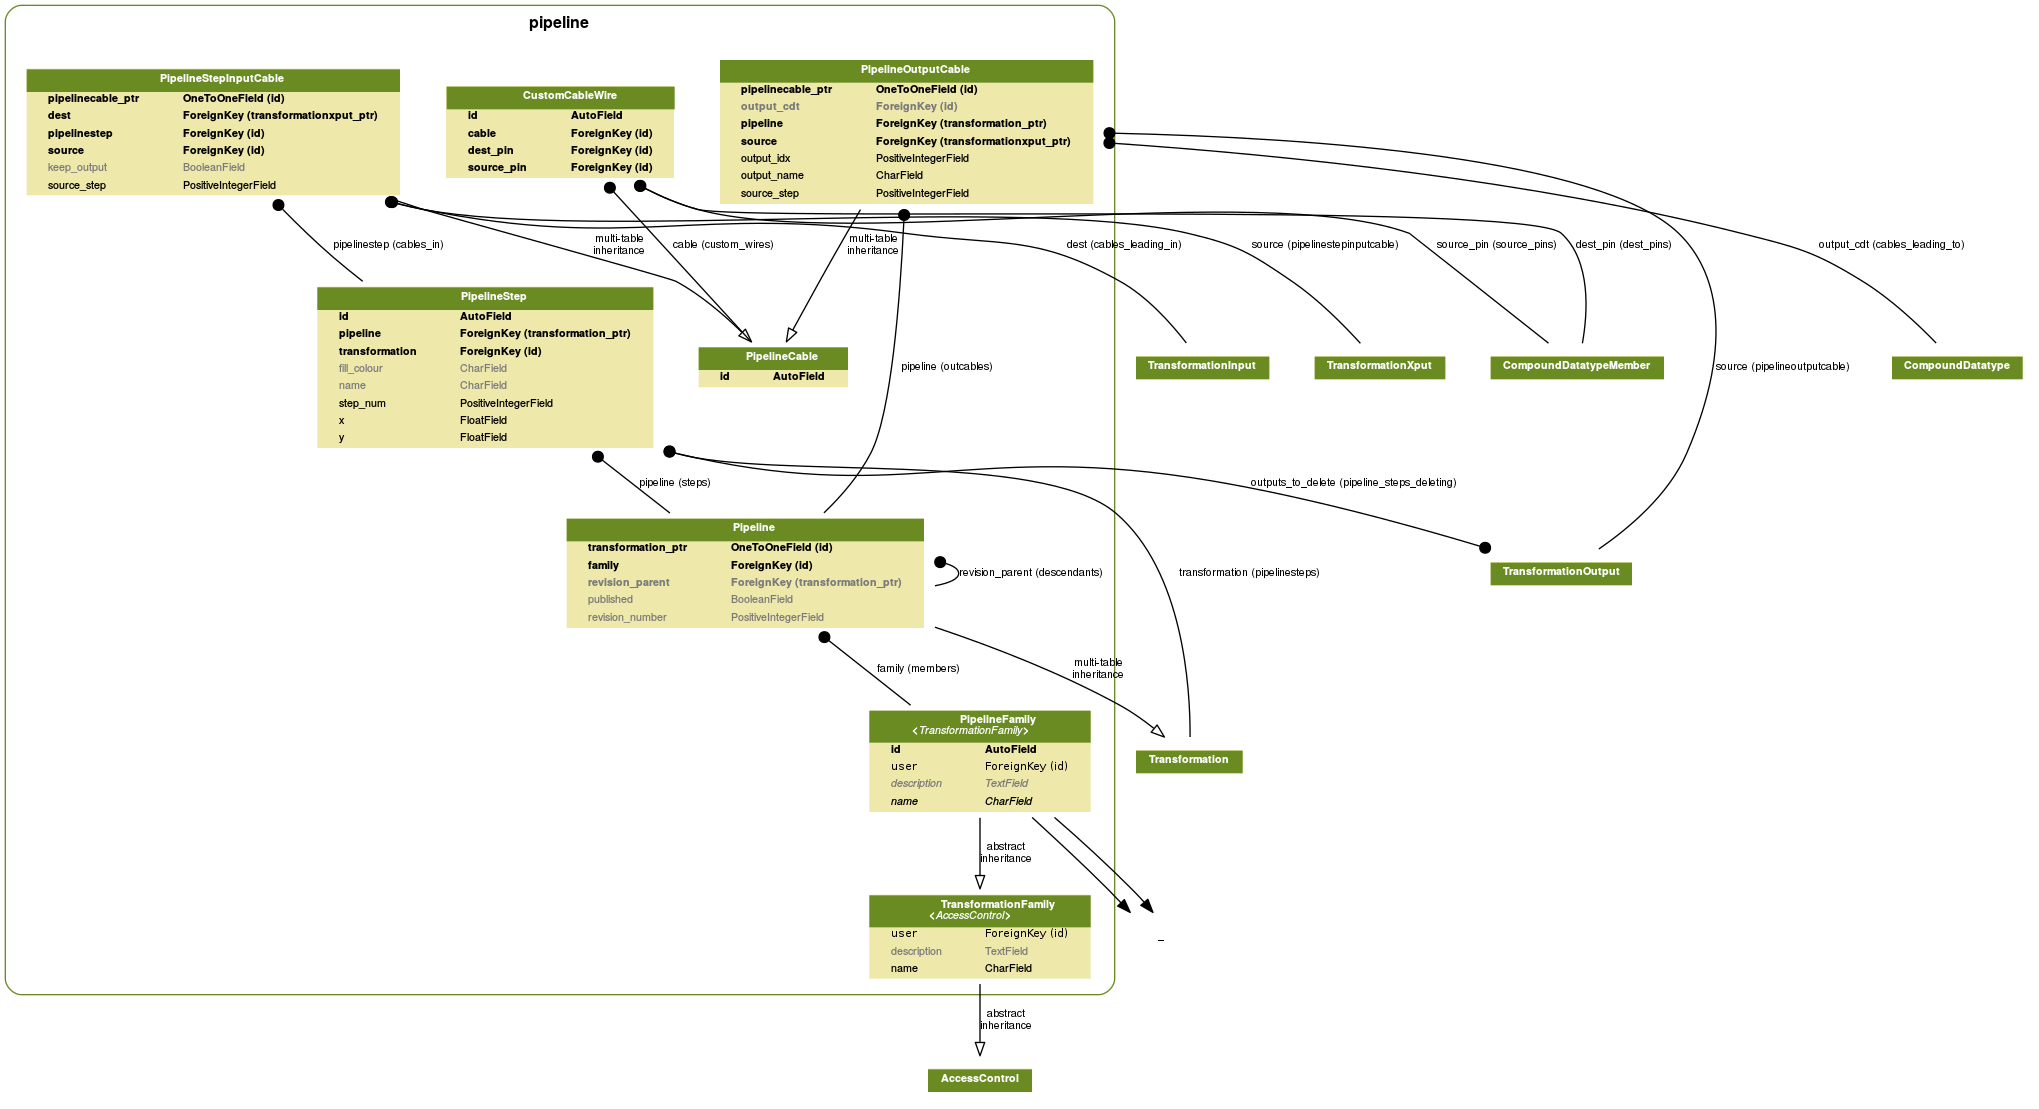 pipeline
PipelineStepInputCable
pipelinecable_ptr OneToOneField (id)
dest ForeignKey (transformationxput_ptr)
pipelinestep ForeignKey (id)
source ForeignKey (id)
keep_output BooleanField
source_step PositiveIntegerField
CustomCableWire
id AutoField
cable ForeignKey (id)
dest_pin ForeignKey (id)
source_pin ForeignKey (id)
PipelineOutputCable
pipelinecable_ptr OneToOneField (id)
output_cdt ForeignKey (id)
pipeline ForeignKey (transformation_ptr)
source ForeignKey (transformationxput_ptr)
output_idx PositiveIntegerField
output_name CharField
source_step PositiveIntegerField
pipelinestep (cables_in)
multi-table
inheritance
cable (custom_wires)
multi-table
inheritance
dest (cables_leading_in)
source (pipelinestepinputcable)
source_pin (source_pins)
dest_pin (dest_pins)
output_cdt (cables_leading_to)
PipelineStep
id AutoField
pipeline ForeignKey (transformation_ptr)
transformation ForeignKey (id)
fill_colour CharField
name CharField
step_num PositiveIntegerField
x FloatField
y FloatField
PipelineCable
id AutoField
pipeline (outcables)
TransformationInput
TransformationXput
CompoundDatatypeMember
source (pipelineoutputcable)
CompoundDatatype
pipeline (steps)
outputs_to_delete (pipeline_steps_deleting)
Pipeline
transformation_ptr OneToOneField (id)
family ForeignKey (id)
revision_parent ForeignKey (transformation_ptr)
published BooleanField
revision_number PositiveIntegerField
revision_parent (descendants)
transformation (pipelinesteps)
TransformationOutput
family (members)
multi-table
inheritance
PipelineFamily
<TransformationFamily>
id AutoField
user ForeignKey (id)
description TextField
name CharField
Transformation
abstract
inheritance
TransformationFamily
<AccessControl>
user ForeignKey (id)
description TextField
name CharField
_
abstract
inheritance
AccessControl